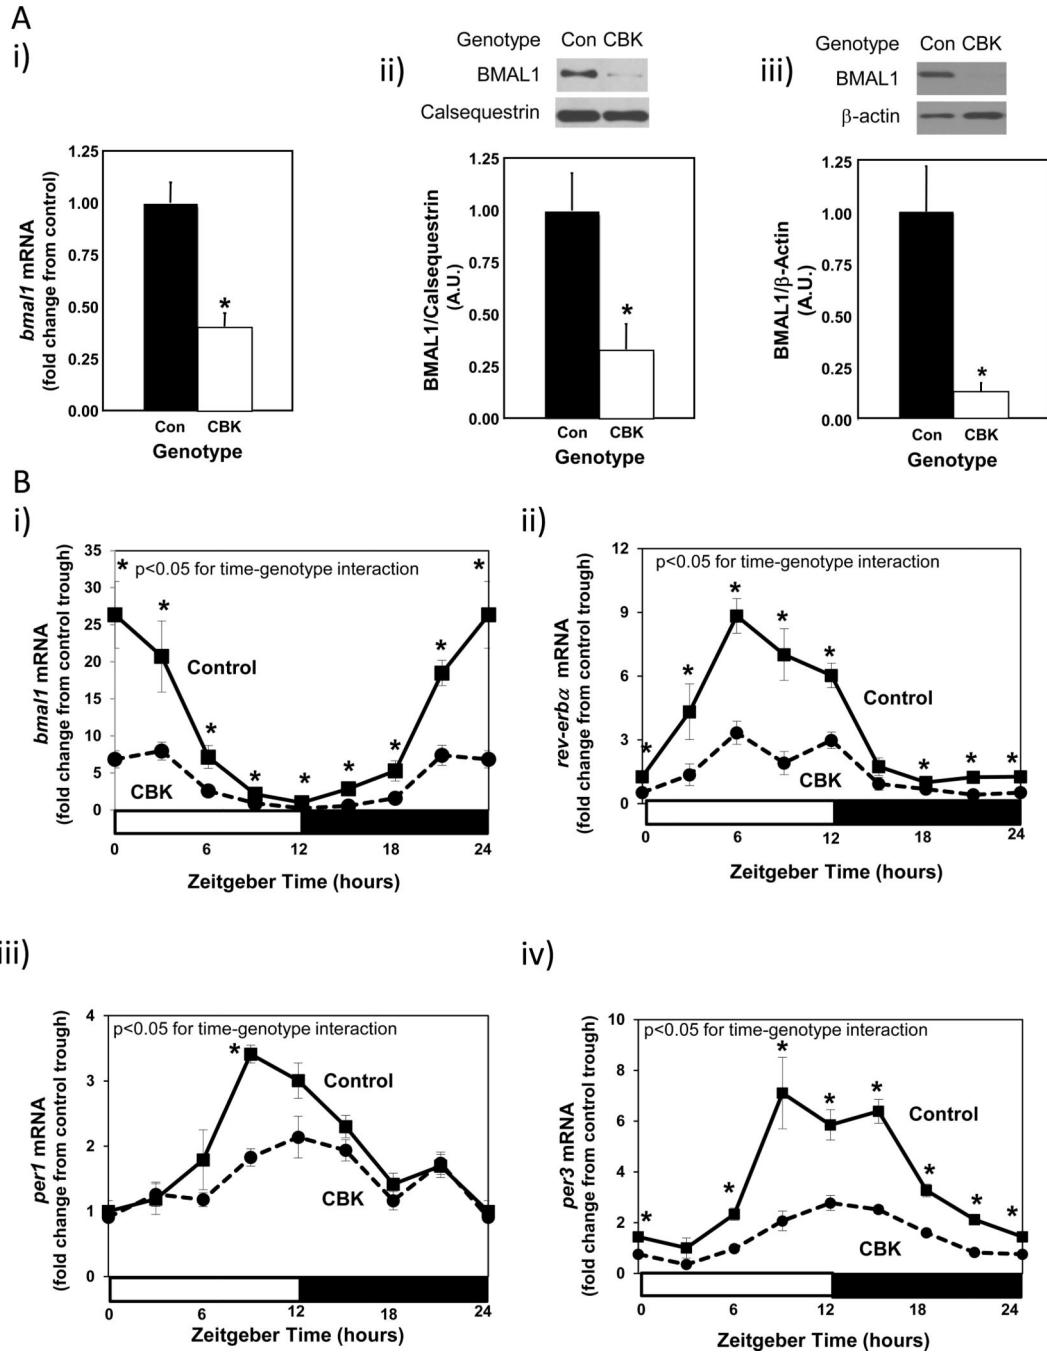 A
i)
1.25
1.00
0.75
0.50
0.25
0.00
bmal1 mRNA
(fold change from control)
*
Con CBK
Genotype
ii)
Genotype Con CBK
BMAL1
Calsequestrin
1.25
1.00
0.75
0.50
0.25
0.00
BMAL1/Calsequestrin
(A.U.)
*
Con CBK
Genotype
iii)
Genotype Con CBK
BMAL1
β-actin
1.25
1.00
0.75
0.50
0.25
0.00
BMAL1/β-Actin
(A.U.)
*
Con CBK
Genotype
B
i)
35
30
25
20
15
10
5
0
bmal1 mRNA
(fold change from control trough)
* p<0.05 for time-genotype interaction *
* *
* * * * *
Control
CBK
0 6 12 18 24
Zeitgeber Time (hours)
ii)
12
9
6
3
0
rev-erbα mRNA
(fold change from control trough)
p<0.05 for time-genotype interaction
* * * * * * * *
Control
CBK
0 6 12 18 24
Zeitgeber Time (hours)
iii)
4
3
2
1
0
per1 mRNA
(fold change from control trough)
p<0.05 for time-genotype interaction
*
Control
CBK
0 6 12 18 24
Zeitgeber Time (hours)
iv)
10
8
6
4
2
0
per3 mRNA
(fold change from control trough)
p<0.05 for time-genotype interaction
* * * * * * * *
Control
CBK
0 6 12 18 24
Zeitgeber Time (hours)